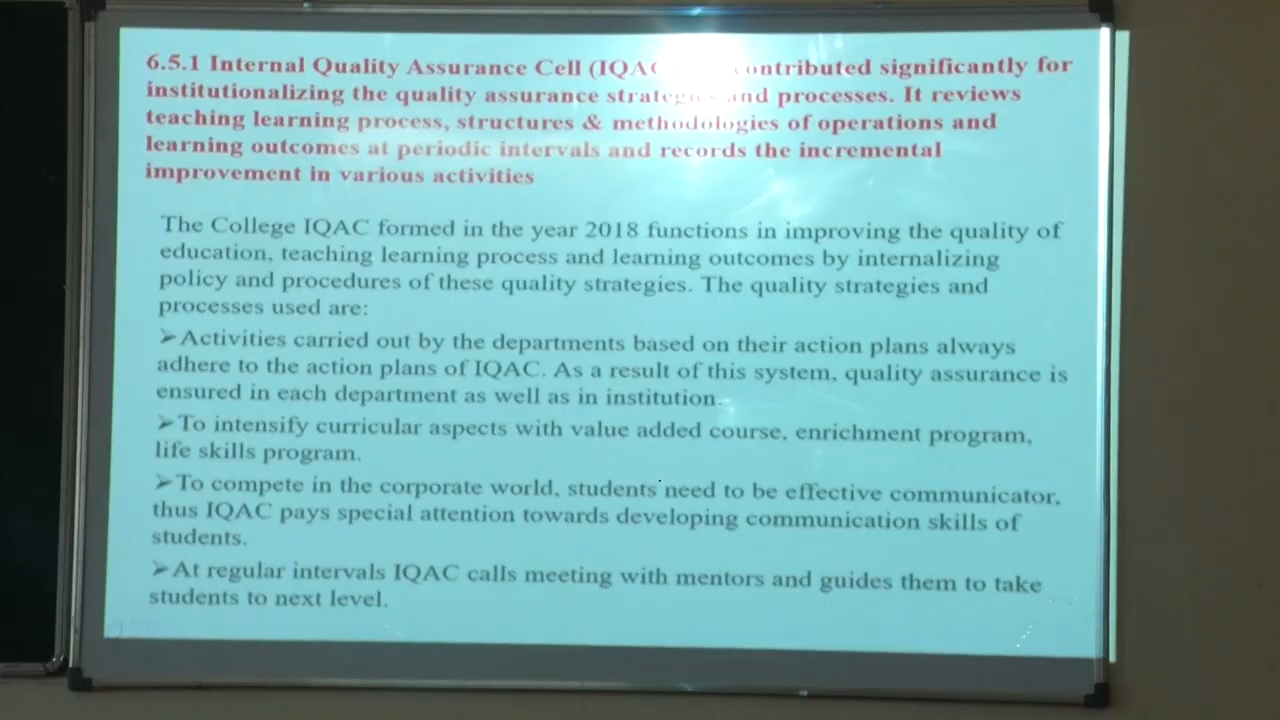 6.5.1 Internal Quality Assurance Cell (IQAC contributed significantly for
institutionalizing the quality assurance strategies and processes. It reviews
teaching learning process, structures & methodologies of operations and
learning outcomes at periodic intervals and records the incremental
improvement in various activities
The College IQAC formed in the year 2018 functions in improving the quality of
education, teaching learning process and learning outcomes by internalizing
policy and procedures of these quality strategies. The quality strategies and
processes used are:
➢Activities carried out by the departments based on their action plans always
adhere to the action plans of IQAC. As a result of this system, quality assurance is
ensured in each department as well as in institution.
➢To intensify curricular aspects with value added course, enrichment program,
life skills program.
➢To compete in the corporate world, students need to be effective communicator,
thus IQAC pays special attention towards developing communication skills of
students.
➢At regular intervals IQAC calls meeting with mentors and guides them to take
students to next level.